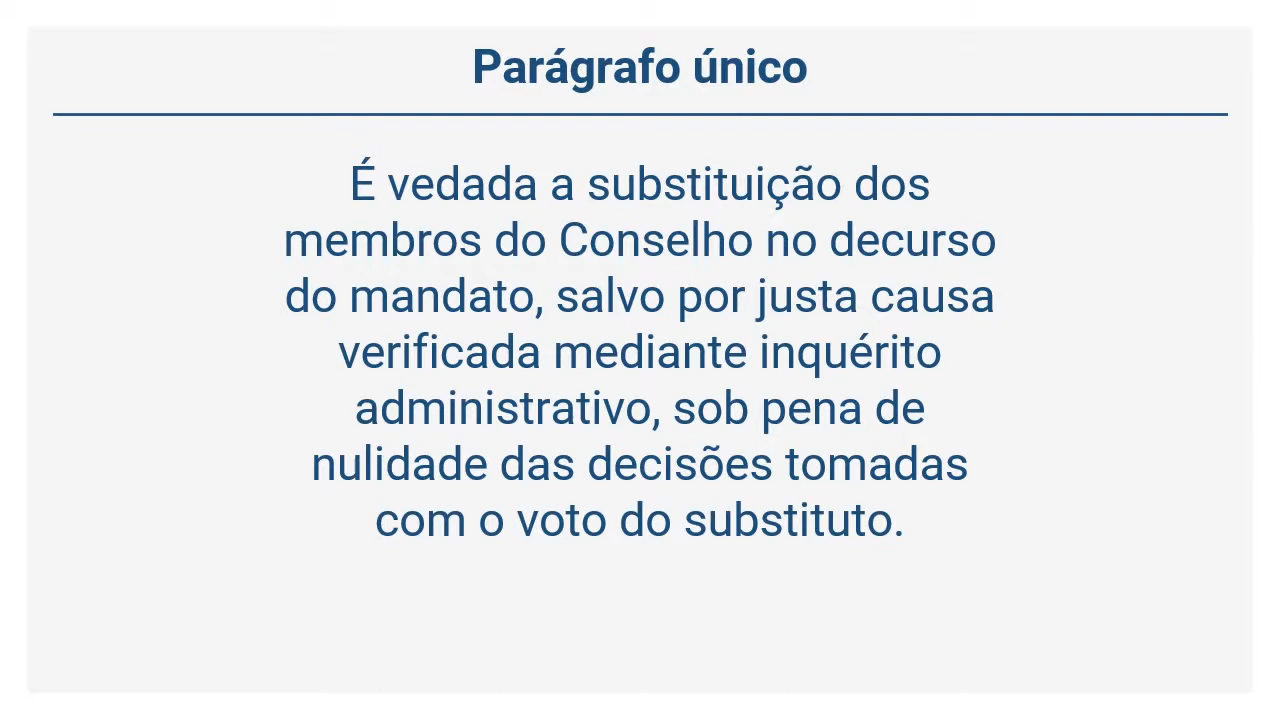 Parágrafo único
É vedada a substituição dos
membros do Conselho no decurso
do mandato, salvo por justa causa
verificada mediante inquérito
administrativo, sob pena de
nulidade das decisões tomadas
com o voto do substituto.